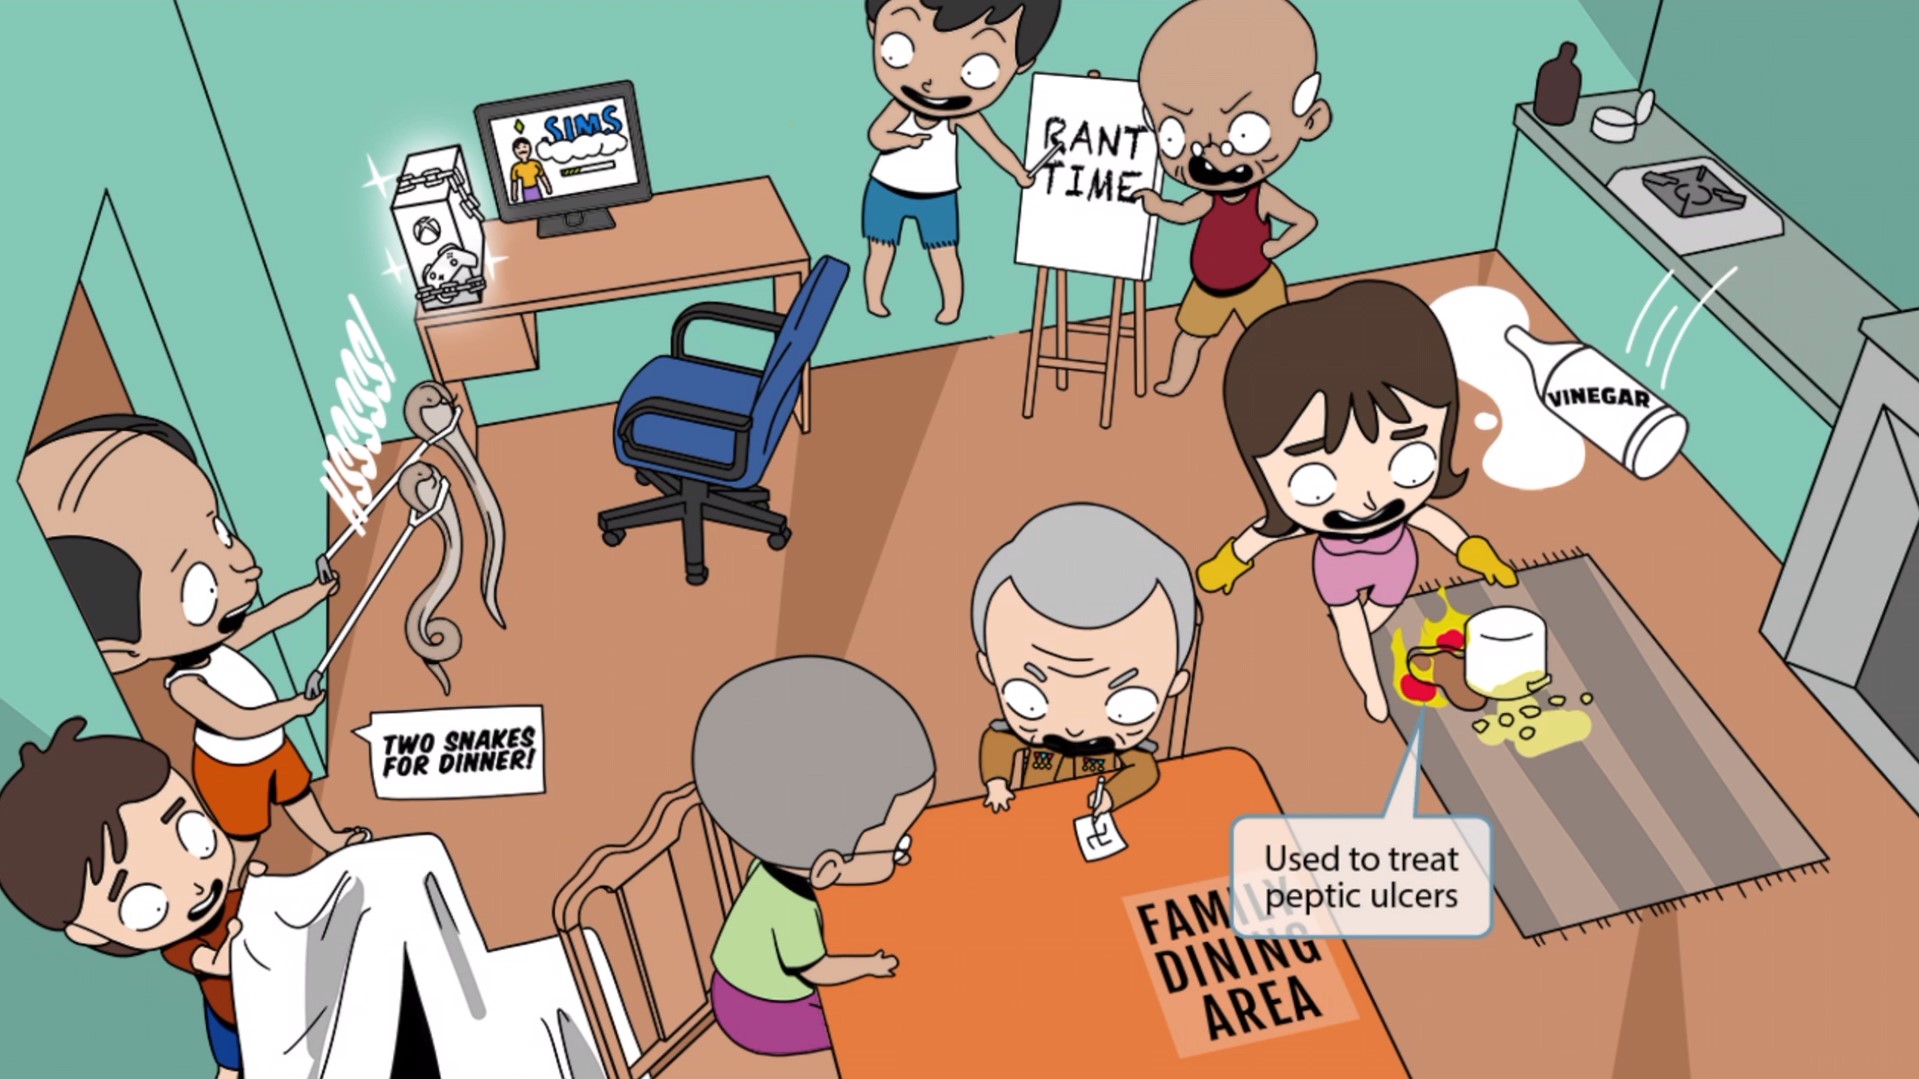 SIMS
RANT
TIME
VINEGAR
HSSSSS!
TWO SNAKES
FOR DINNER!
Used to treat
peptic ulcers
FAMILY
DINING
AREA